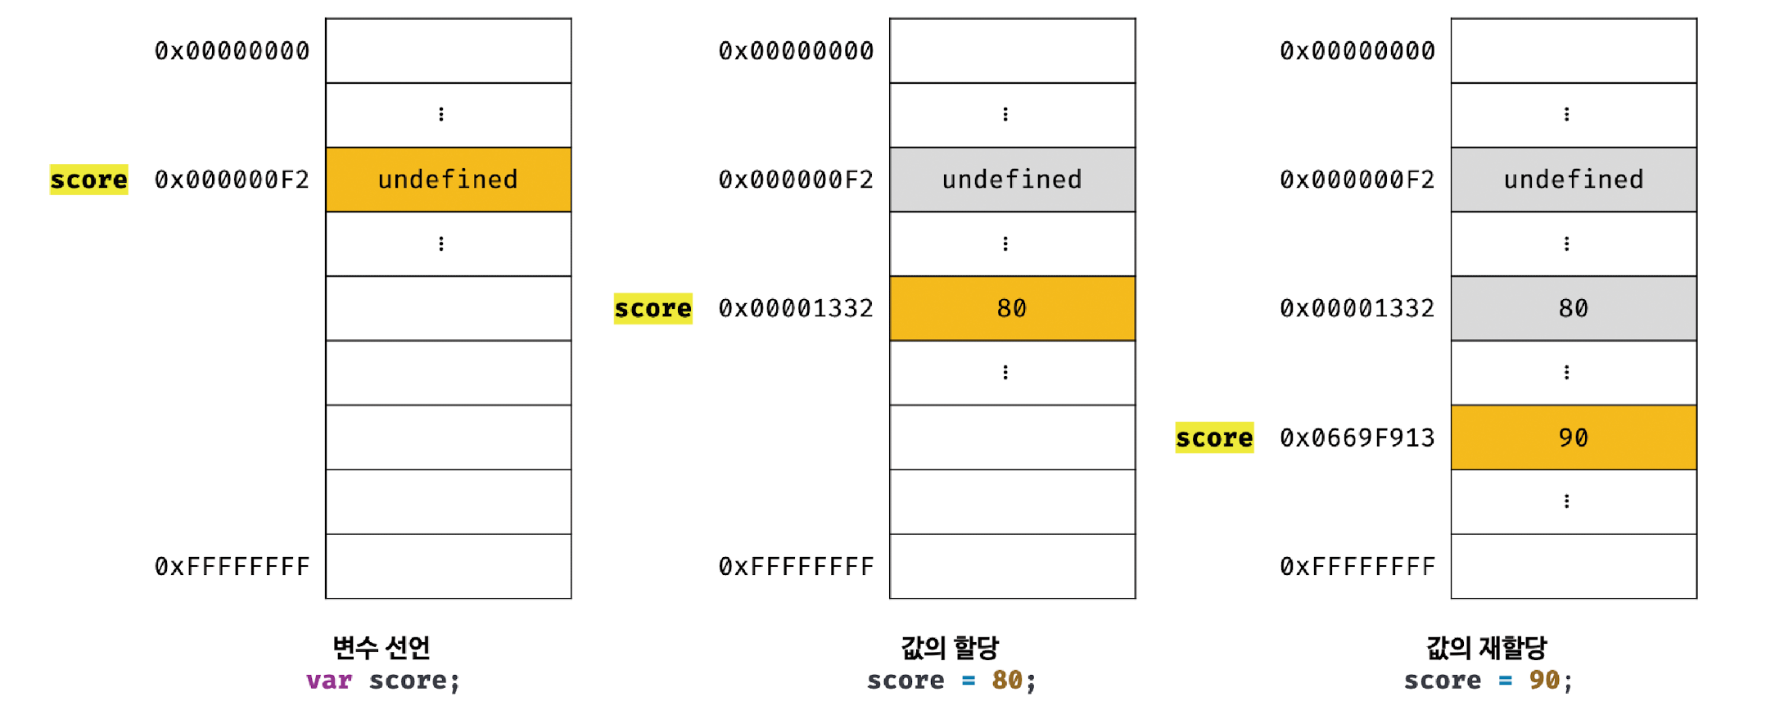 0x00000000
⋮
score 0x000000F2 undefined
⋮
0xFFFFFFFF
변수 선언
var score;
0x00000000
⋮
0x000000F2 undefined
⋮
score 0x00001332 80
⋮
0xFFFFFFFF
값의 할당
score = 80;
0x00000000
⋮
0x000000F2 undefined
⋮
0x00001332 80
⋮
score 0x0669F913 90
⋮
0xFFFFFFFF
값의 재할당
score = 90;